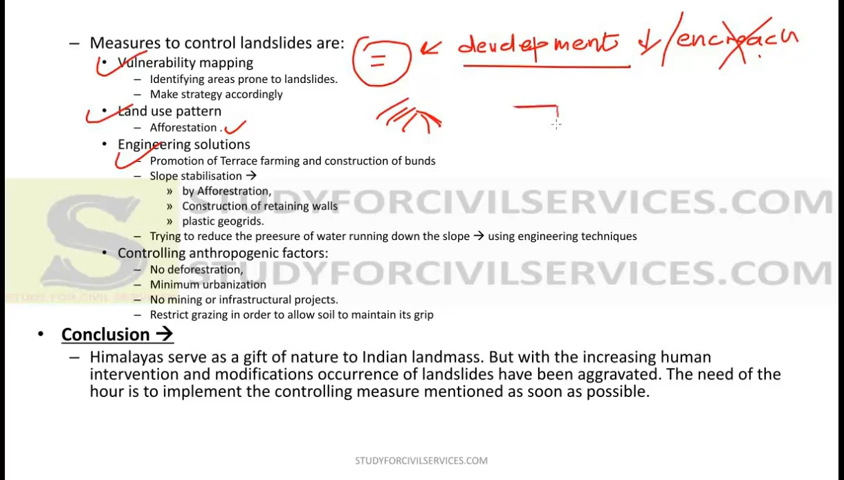 – Measures to control landslides are:
= ↙ development ↓/encroach
• Vulnerability mapping
– Identifying areas prone to landslides.
– Make strategy accordingly
• Land use pattern
– Afforestation .
• Engineering solutions
– Promotion of Terrace farming and construction of bunds
– Slope stabilisation →
» by Afforestration,
» Construction of retaining walls
» plastic geogrids.
– Trying to reduce the preesure of water running down the slope → using engineering techniques
• Controlling anthropogenic factors:
– No deforestration,
– Minimum urbanization
– No mining or infrastructural projects.
– Restrict grazing in order to allow soil to maintain its grip
• Conclusion →
– Himalayas serve as a gift of nature to Indian landmass. But with the increasing human
intervention and modifications occurrence of landslides have been aggravated. The need of the
hour is to implement the controlling measure mentioned as soon as possible.
STUDYFORCIVILSERVICES.COM
STUDYFORCIVILSERVICES.COM
STUDYFORCIVILSERVICES.COM